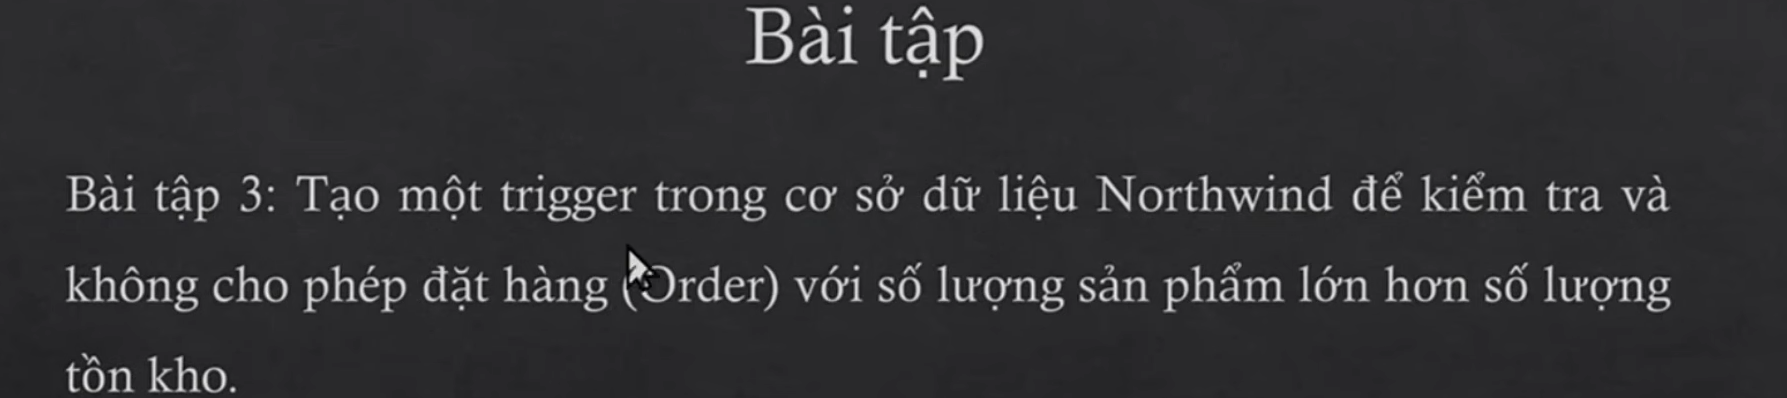 Bài tập
Bài tập 3: Tạo một trigger trong cơ sở dữ liệu Northwind để kiểm tra và
không cho phép đặt hàng (Order) với số lượng sản phẩm lớn hơn số lượng
tồn kho.